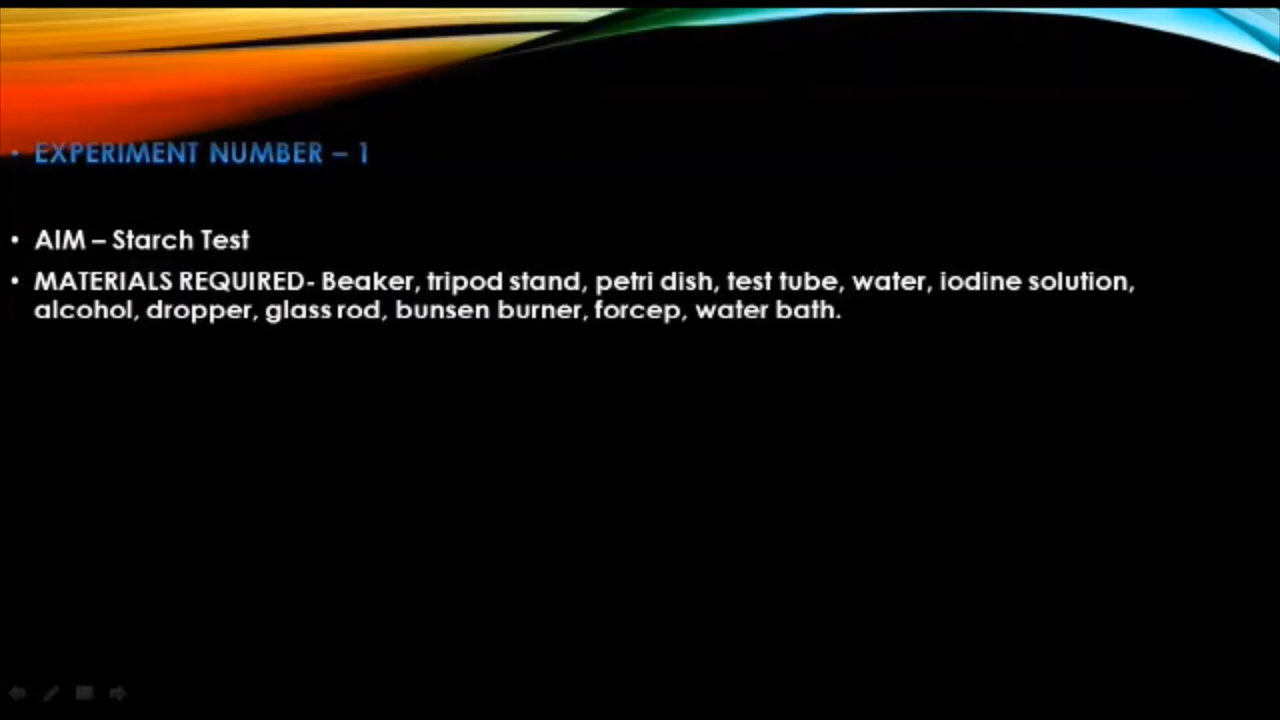 • EXPERIMENT NUMBER – 1
• AIM – Starch Test
• MATERIALS REQUIRED- Beaker, tripod stand, petri dish, test tube, water, iodine solution,
alcohol, dropper, glass rod, bunsen burner, forcep, water bath.